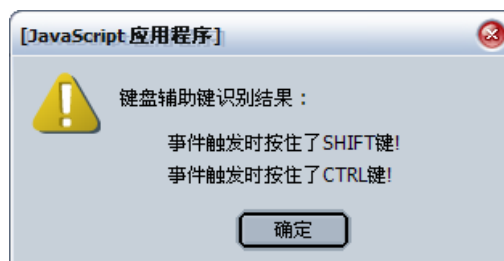 [JavaScript 应用程序]
键盘辅助键识别结果：
事件触发时按住了SHIFT键!
事件触发时按住了CTRL键!
确定